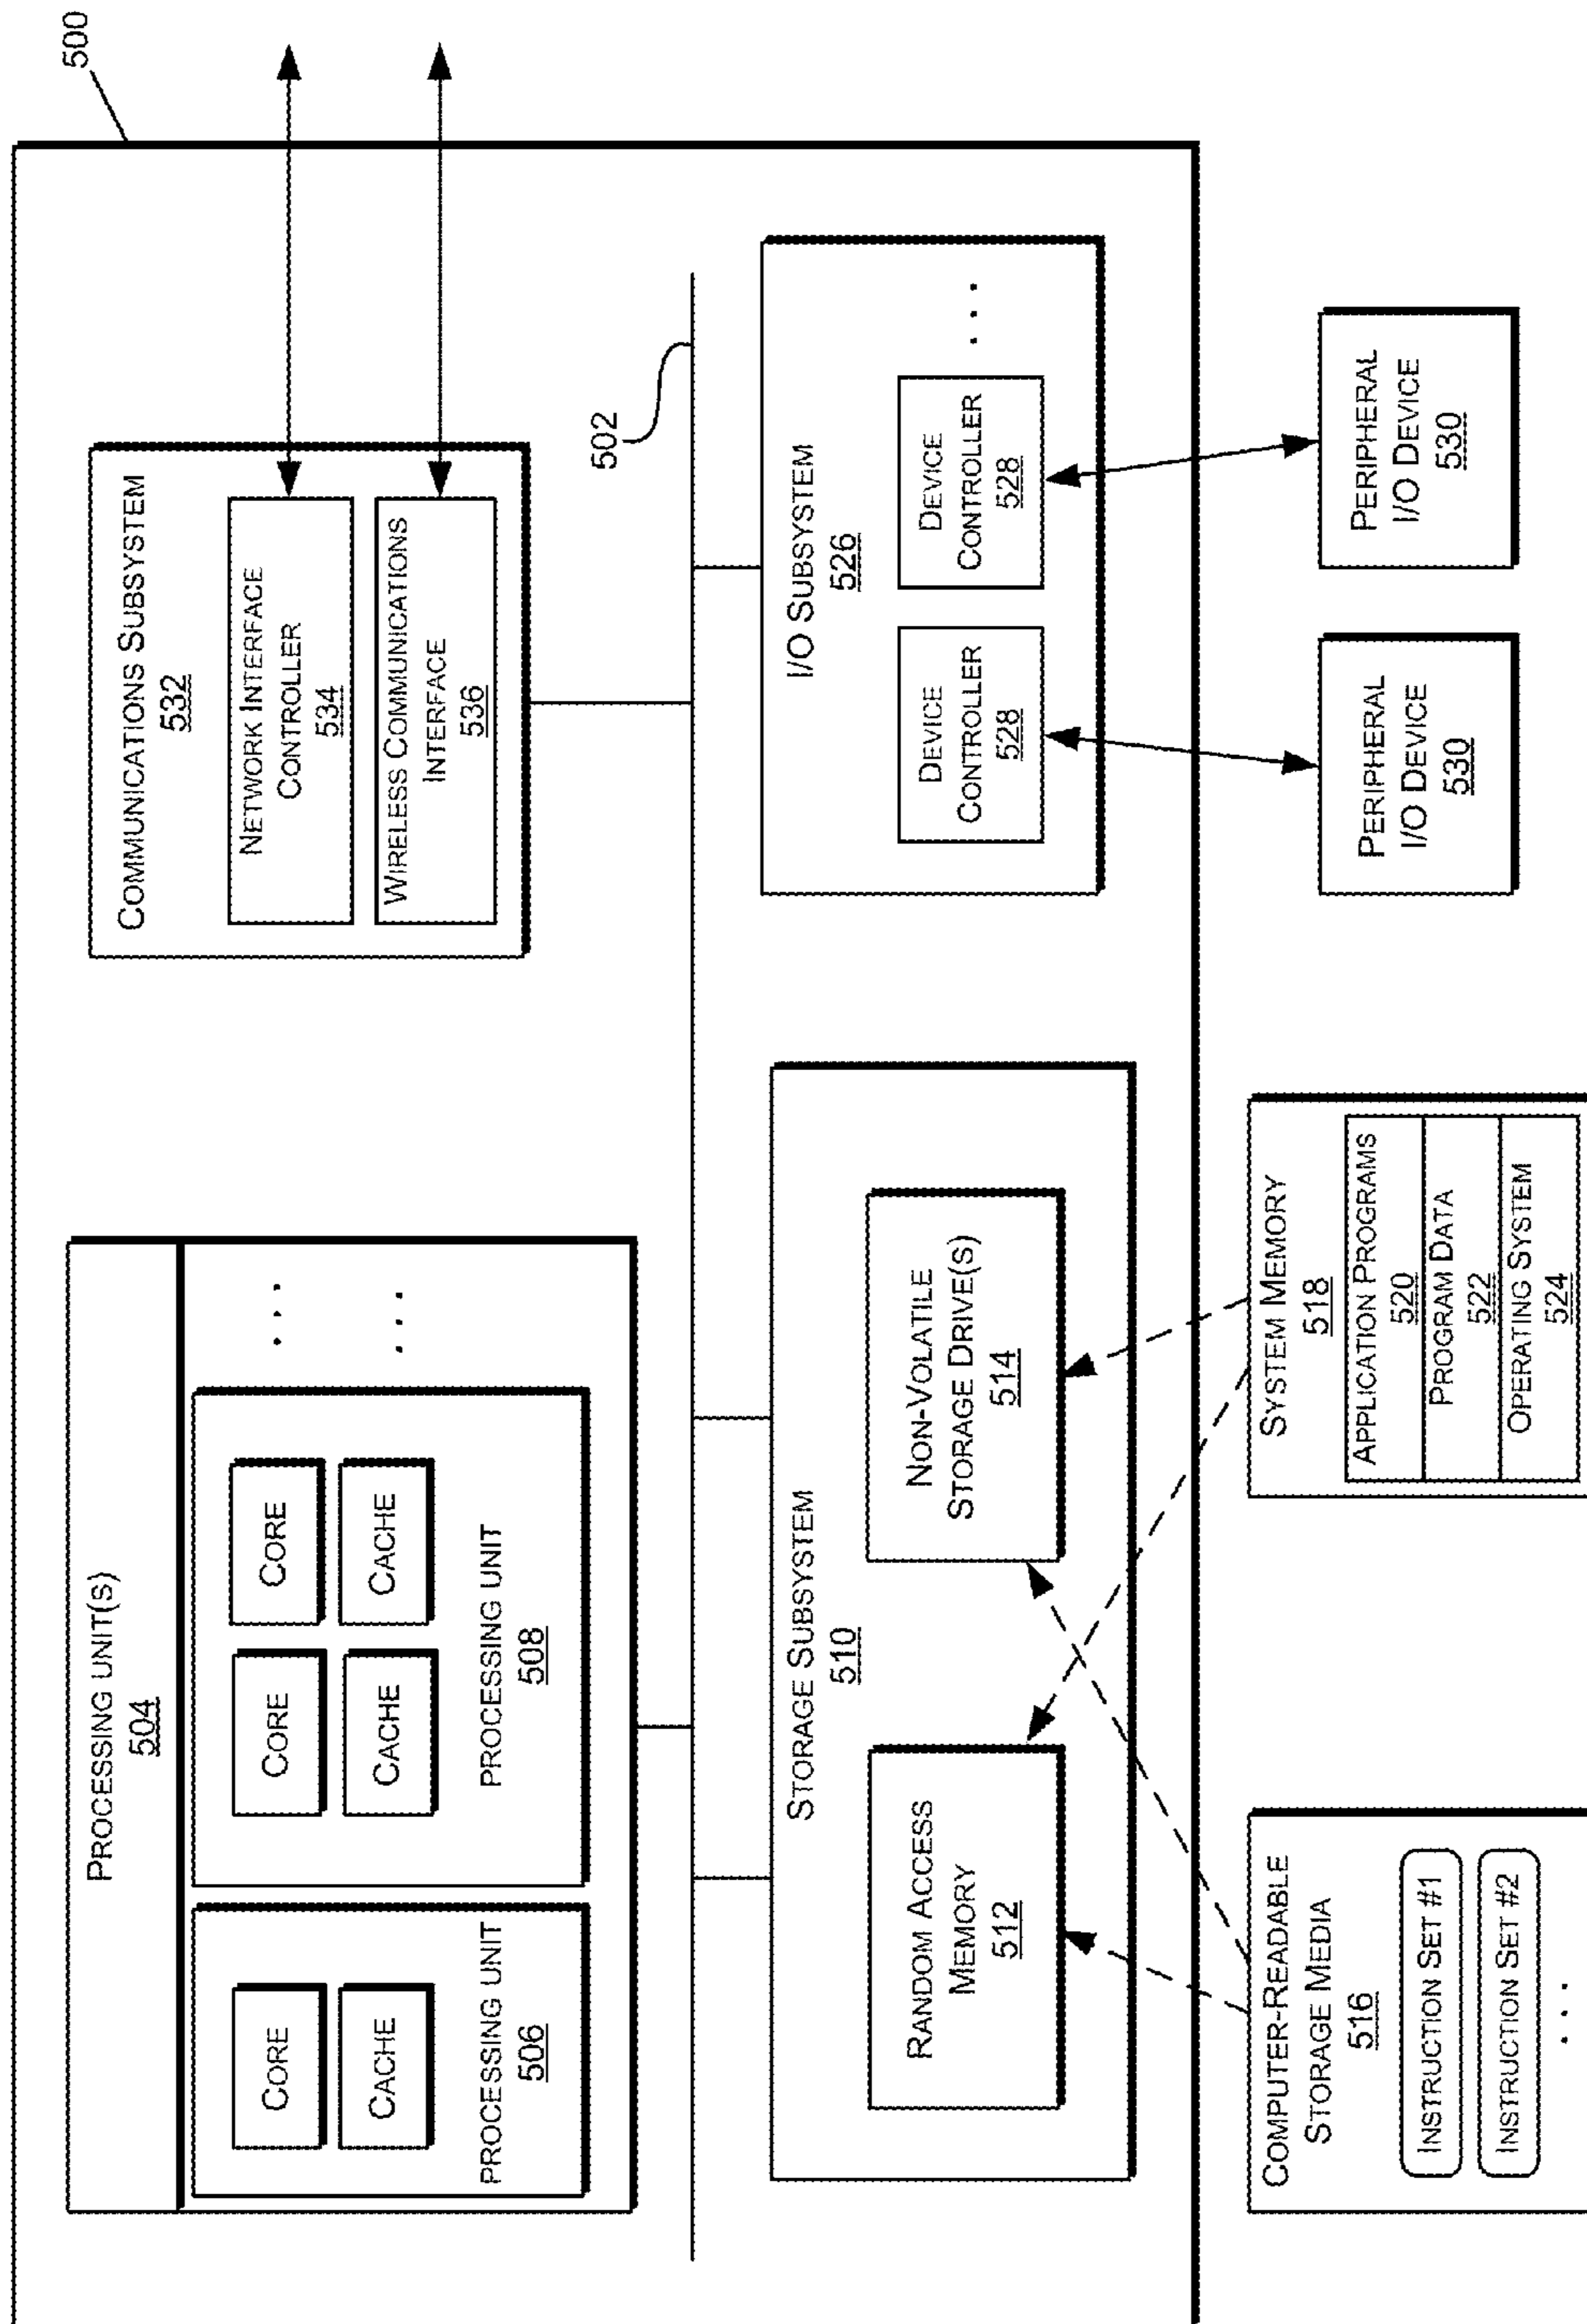 500
PROCESSING UNIT(S)
504
CORE
CACHE
PROCESSING UNIT
506
CORE
CORE
CACHE
CACHE
PROCESSING UNIT
508
. . .
. . .
COMMUNICATIONS SUBSYSTEM
532
NETWORK INTERFACE
CONTROLLER
534
WIRELESS COMMUNICATIONS
INTERFACE
536
502
STORAGE SUBSYSTEM
510
RANDOM ACCESS
MEMORY
512
NON-VOLATILE
STORAGE DRIVE(S)
514
I/O SUBSYSTEM
526
DEVICE
CONTROLLER
528
DEVICE
CONTROLLER
528
. . .
COMPUTER-READABLE
STORAGE MEDIA
516
INSTRUCTION SET #1
INSTRUCTION SET #2
. . .
SYSTEM MEMORY
518
APPLICATION PROGRAMS
520
PROGRAM DATA
522
OPERATING SYSTEM
524
PERIPHERAL
I/O DEVICE
530
PERIPHERAL
I/O DEVICE
530